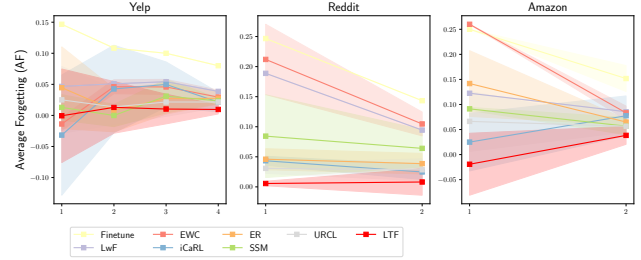 Yelp
Reddit
Amazon
Average Forgetting (AF)
0.15
0.10
0.05
0.00
−0.05
−0.10
1
2
3
4
0.30
0.25
0.20
0.15
0.10
0.05
0.00
1
2
0.25
0.20
0.15
0.10
0.05
0.00
−0.05
1
2
Finetune
EWC
ER
URCL
LTF
LwF
iCaRL
SSM